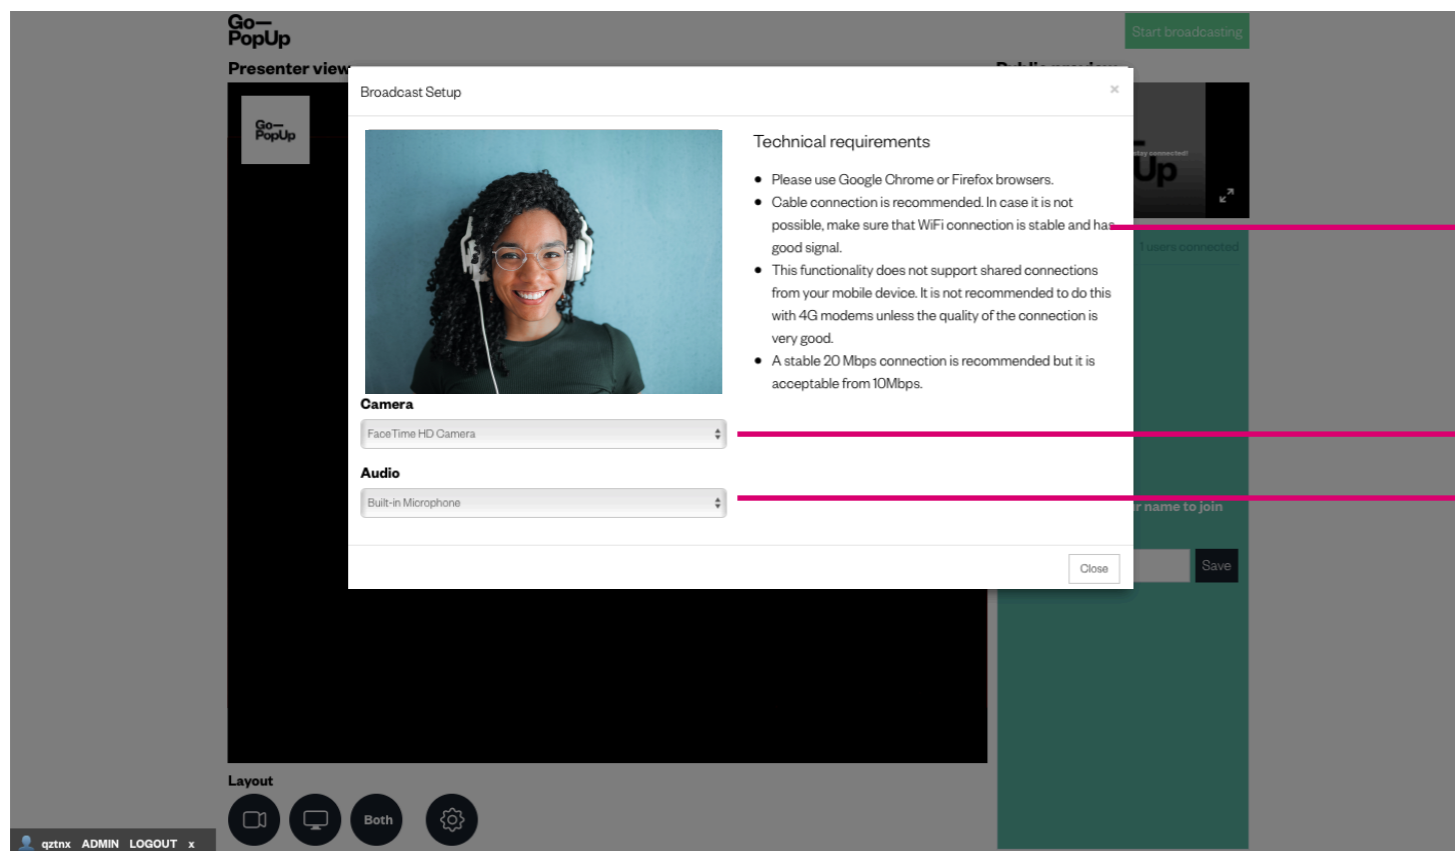 Go—
PopUp
Start broadcasting
Presenter view
Broadcast Setup
×
Go—
PopUp
Technical requirements
● Please use Google Chrome or Firefox browsers.
● Cable connection is recommended. In case it is not
possible, make sure that WiFi connection is stable and has
good signal.
● This functionality does not support shared connections
from your mobile device. It is not recommended to do this
with 4G modems unless the quality of the connection is
very good.
● A stable 20 Mbps connection is recommended but it is
acceptable from 10Mbps.
stay connected!
Up
1 users connected
Camera
FaceTime HD Camera
Audio
Built-in Microphone
name to join
Close
Save
Layout
Both
qztnx ADMIN LOGOUT x